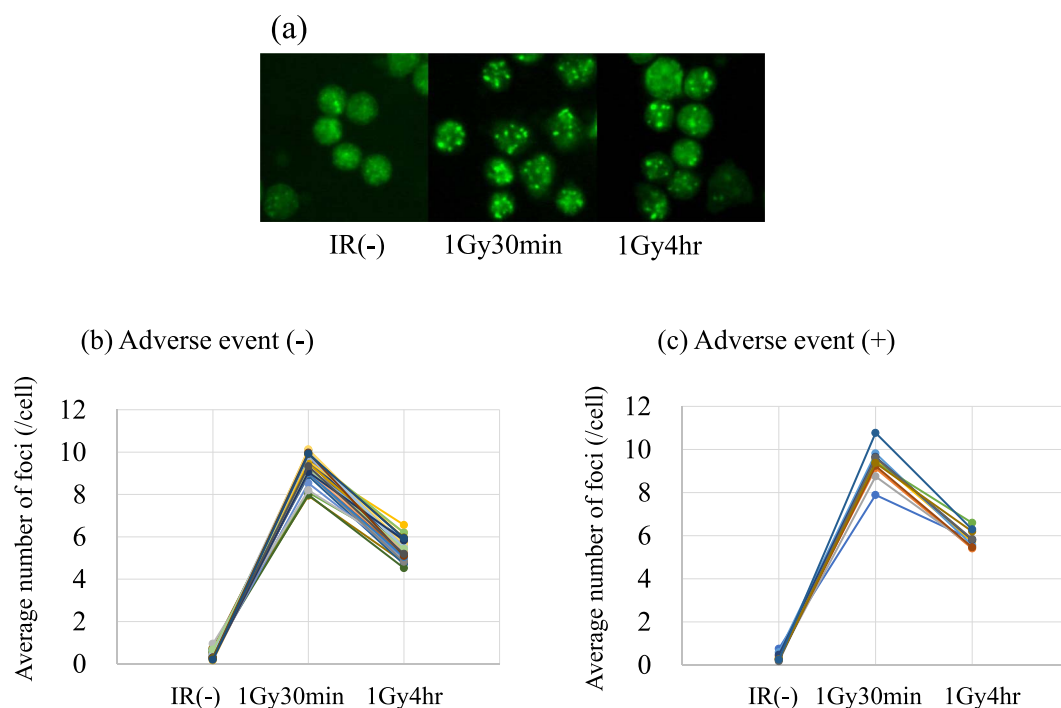 (a)
IR(-) 1Gy30min 1Gy4hr
(b) Adverse event (-)
Average number of foci (/cell)
12
10
8
6
4
2
0
IR(-) 1Gy30min 1Gy4hr
(c) Adverse event (+)
Average number of foci (/cell)
12
10
8
6
4
2
0
IR(-) 1Gy30min 1Gy4hr